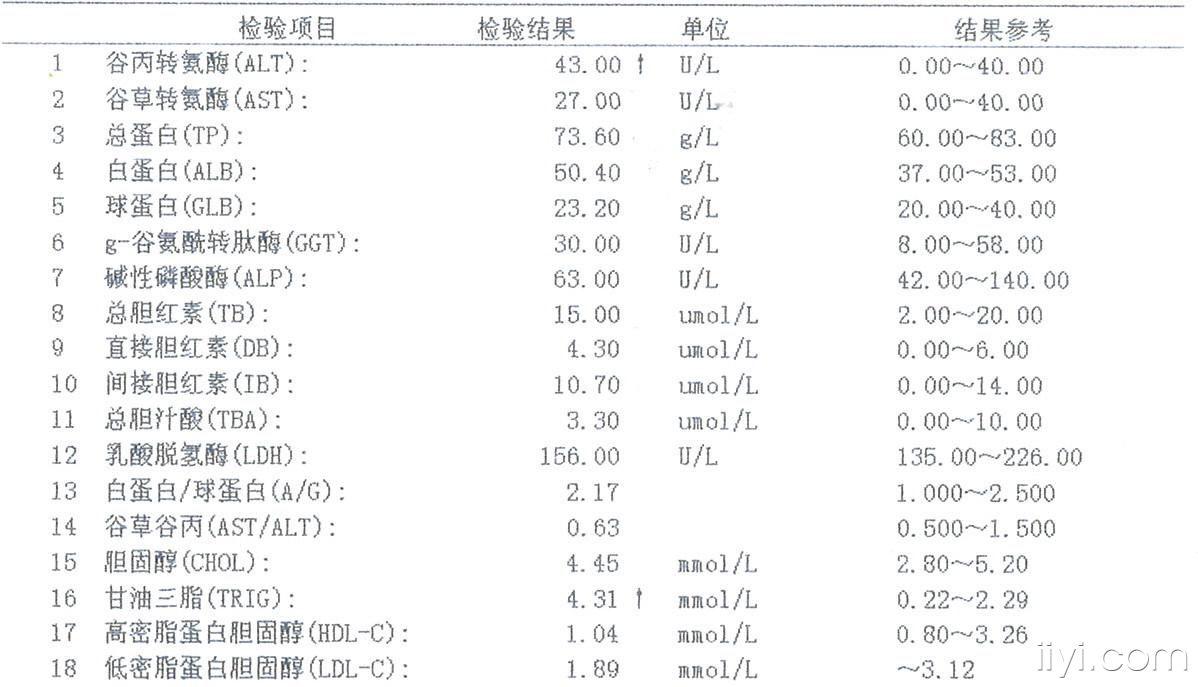 检验项目 检验结果 单位 结果参考
1 谷丙转氨酶(ALT): 43.00 ↑ U/L 0.00～40.00
2 谷草转氨酶(AST): 27.00 U/L 0.00～40.00
3 总蛋白(TP): 73.60 g/L 60.00～83.00
4 白蛋白(ALB): 50.40 g/L 37.00～53.00
5 球蛋白(GLB): 23.20 g/L 20.00～40.00
6 g-谷氨酰转肽酶(GGT): 30.00 U/L 8.00～58.00
7 碱性磷酸酶(ALP): 63.00 U/L 42.00～140.00
8 总胆红素(TB): 15.00 umol/L 2.00～20.00
9 直接胆红素(DB): 4.30 umol/L 0.00～6.00
10 间接胆红素(IB): 10.70 umol/L 0.00～14.00
11 总胆汁酸(TBA): 3.30 umol/L 0.00～10.00
12 乳酸脱氢酶(LDH): 156.00 U/L 135.00～226.00
13 白蛋白/球蛋白(A/G): 2.17 1.000～2.500
14 谷草谷丙(AST/ALT): 0.63 0.500～1.500
15 胆固醇(CHOL): 4.45 mmol/L 2.80～5.20
16 甘油三脂(TRIG): 4.31 ↑ mmol/L 0.22～2.29
17 高密脂蛋白胆固醇(HDL-C): 1.04 mmol/L 0.80～3.26
18 低密脂蛋白胆固醇(LDL-C): 1.89 mmol/L ～3.12
iiyi.com